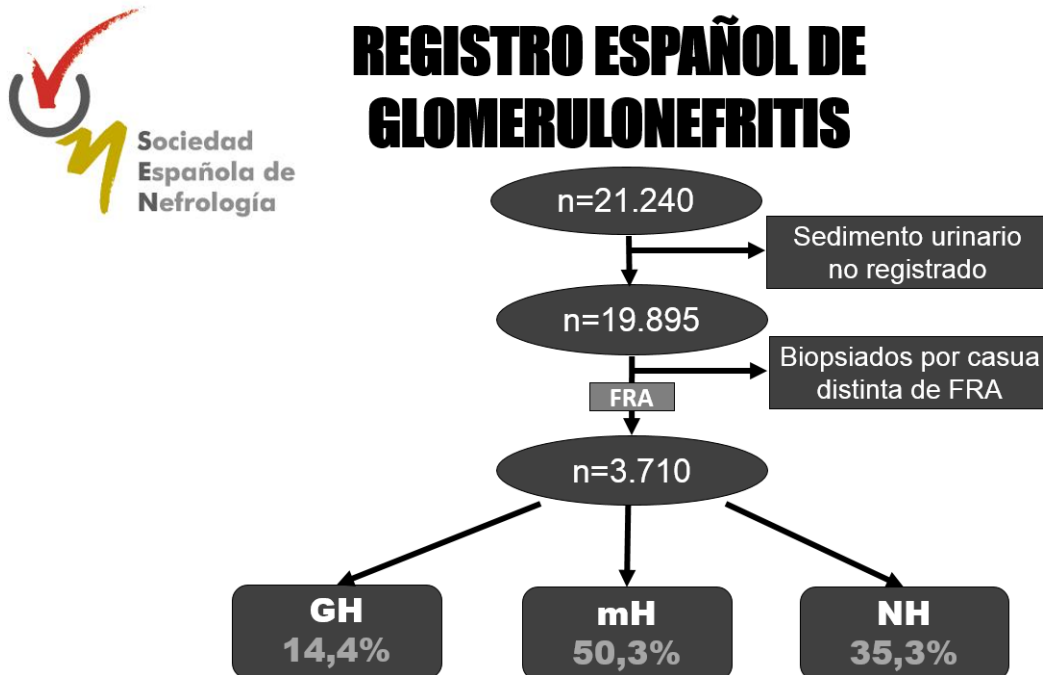 REGISTRO ESPAÑOL DE
GLOMERULONEFRITIS
Sociedad
Española de
Nefrología
n=21.240
Sedimento urinario
no registrado
n=19.895
Biopsiados por casua
distinta de FRA
FRA
n=3.710
GH
14,4%
mH
50,3%
NH
35,3%